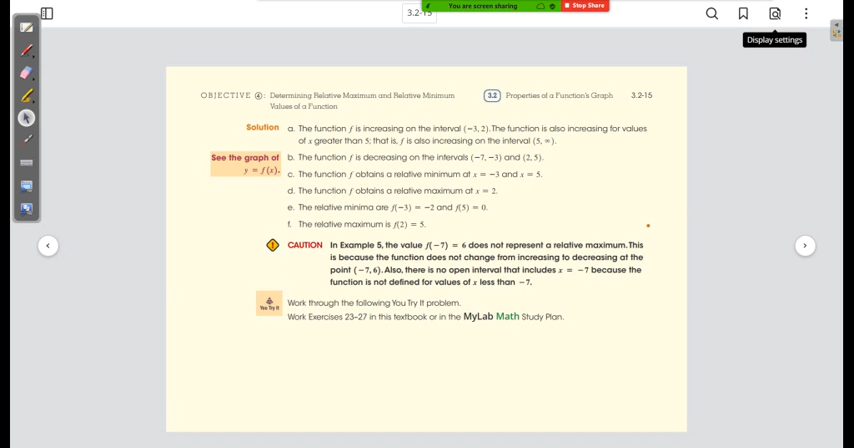 You are screen sharing
Stop Share
3.2-15
Display settings
OBJECTIVE 4: Determining Relative Maximum and Relative Minimum
Values of a Function
3.2 Properties of a Function's Graph 3.2-15
Solution a. The function f is increasing on the interval (−3, 2). The function is also increasing for values
of x greater than 5; that is, f is also increasing on the interval (5, ∞).
See the graph of
y = f(x).
b. The function f is decreasing on the intervals (−7, −3) and (2, 5).
c. The function f obtains a relative minimum at x = −3 and x = 5.
d. The function f obtains a relative maximum at x = 2.
e. The relative minima are f(−3) = −2 and f(5) = 0.
f. The relative maximum is f(2) = 5.
CAUTION In Example 5, the value f(−7) = 6 does not represent a relative maximum. This
is because the function does not change from increasing to decreasing at the
point (−7, 6). Also, there is no open interval that includes x = −7 because the
function is not defined for values of x less than −7.
You Try It
Work through the following You Try It problem.
Work Exercises 23–27 in this textbook or in the MyLab Math Study Plan.